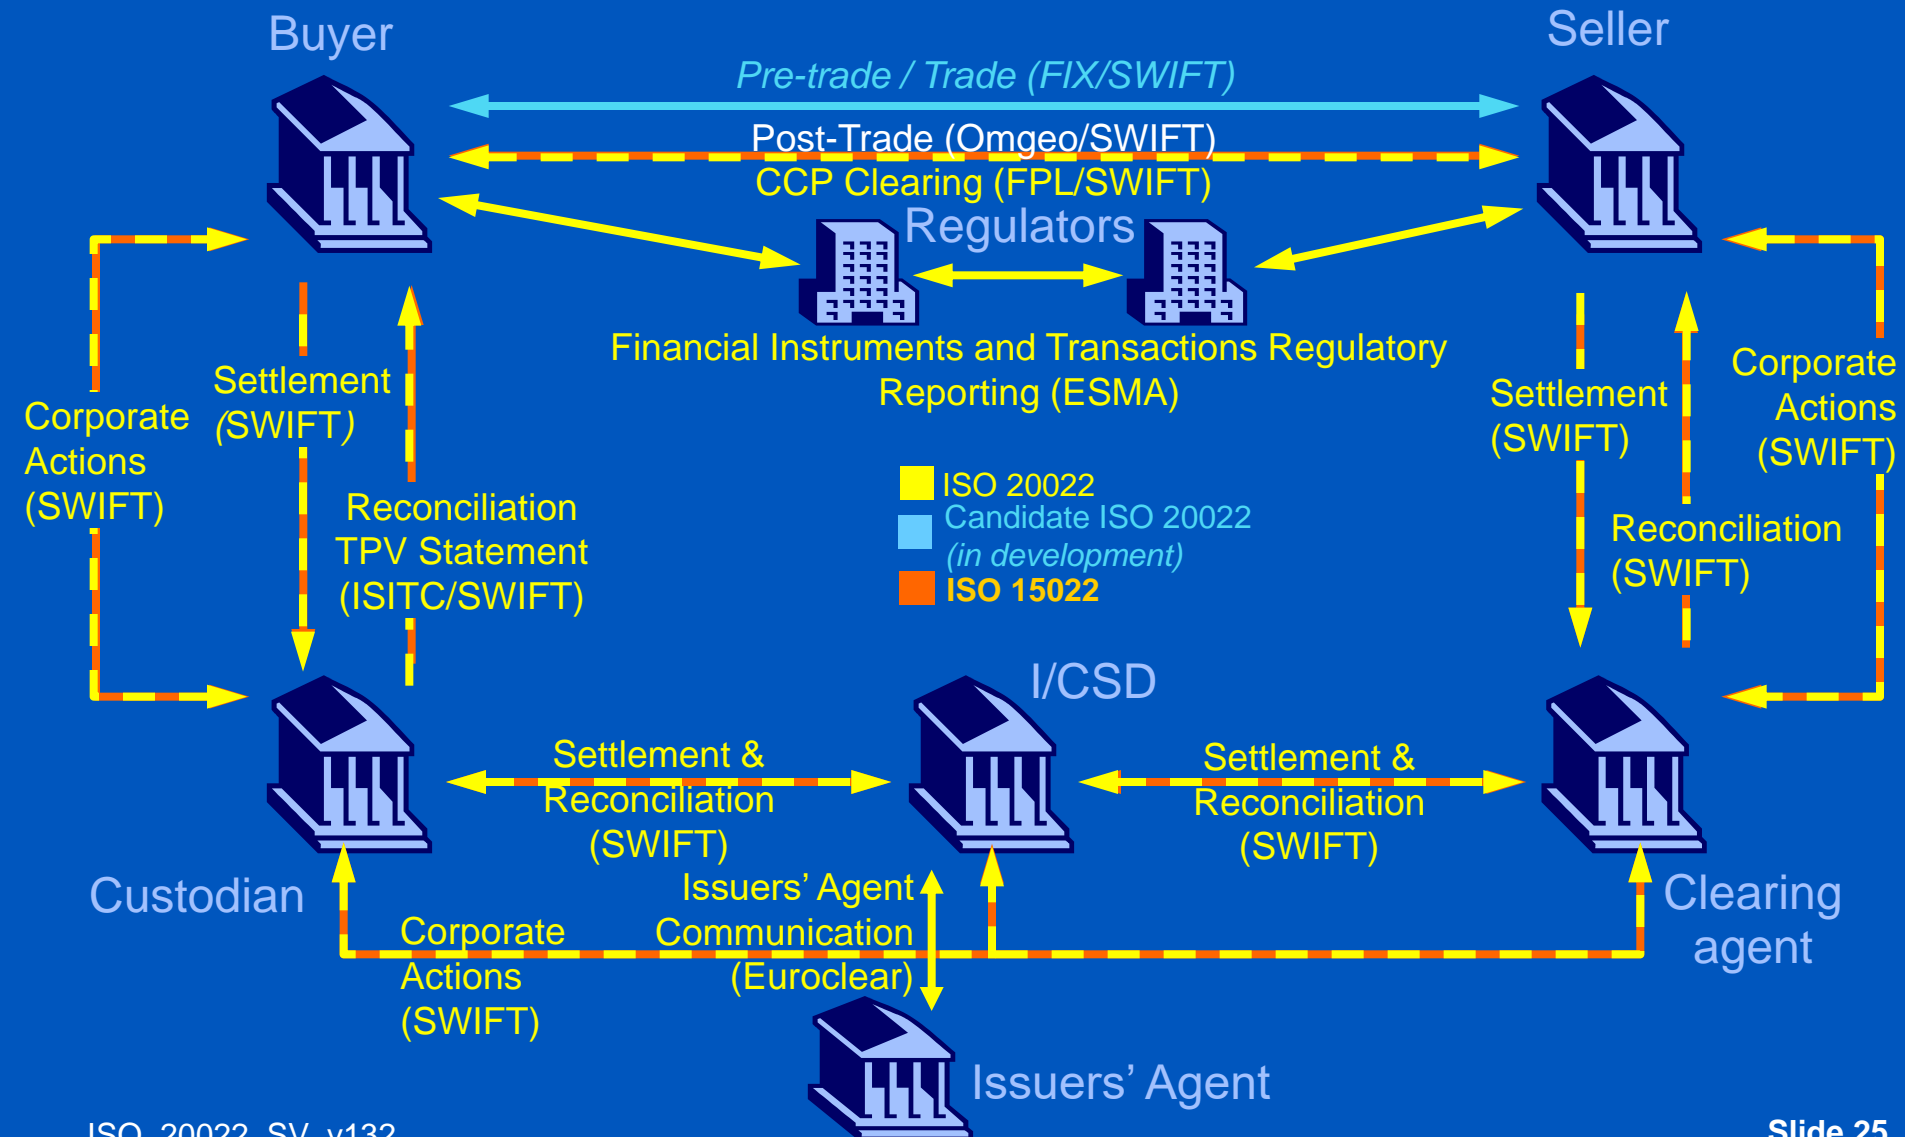 Buyer
Seller
Pre-trade / Trade (FIX/SWIFT)
Post-Trade (Omgeo/SWIFT)
CCP Clearing (FPL/SWIFT)
Regulators
Financial Instruments and Transactions Regulatory
Reporting (ESMA)
Corporate
Actions
(SWIFT)
Settlement
(SWIFT)
Reconciliation
TPV Statement
(ISITC/SWIFT)
ISO 20022
Candidate ISO 20022
(in development)
ISO 15022
Settlement
(SWIFT)
Reconciliation
(SWIFT)
Corporate
Actions
(SWIFT)
I/CSD
Settlement &
Reconciliation
(SWIFT)
Settlement &
Reconciliation
(SWIFT)
Custodian
Clearing
agent
Corporate
Actions
(SWIFT)
Issuers’ Agent
Communication
(Euroclear)
Issuers’ Agent
ISO_20022_SV_v132
Slide 25